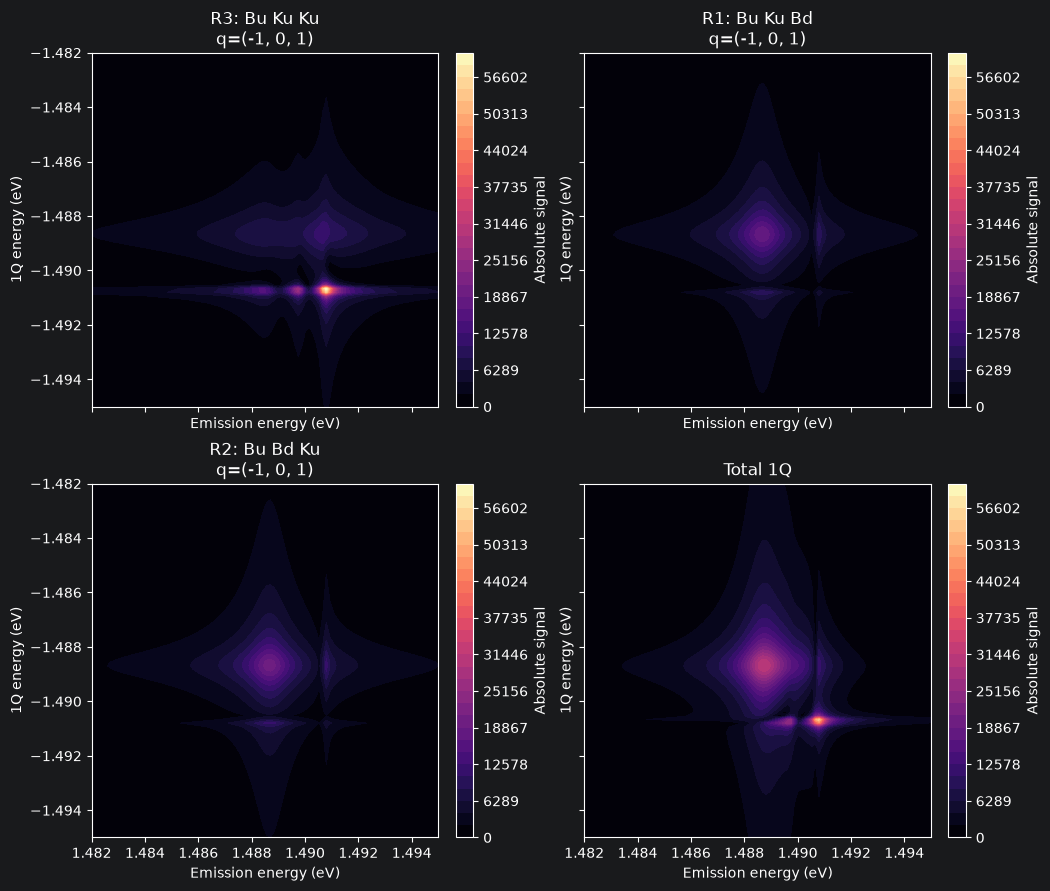 R3: Bu Ku Ku
q=(-1, 0, 1)
−1.482
−1.484
−1.486
−1.488
−1.490
−1.492
−1.494
1Q energy (eV)
Emission energy (eV)
56602
50313
44024
37735
31446
25156
18867
12578
6289
0
Absolute signal
R1: Bu Ku Bd
q=(-1, 0, 1)
1Q energy (eV)
Emission energy (eV)
56602
50313
44024
37735
31446
25156
18867
12578
6289
0
Absolute signal
R2: Bu Bd Ku
q=(-1, 0, 1)
−1.482
−1.484
−1.486
−1.488
−1.490
−1.492
−1.494
1Q energy (eV)
1.482 1.484 1.486 1.488 1.490 1.492 1.494
Emission energy (eV)
56602
50313
44024
37735
31446
25156
18867
12578
6289
0
Absolute signal
Total 1Q
1Q energy (eV)
1.482 1.484 1.486 1.488 1.490 1.492 1.494
Emission energy (eV)
56602
50313
44024
37735
31446
25156
18867
12578
6289
0
Absolute signal